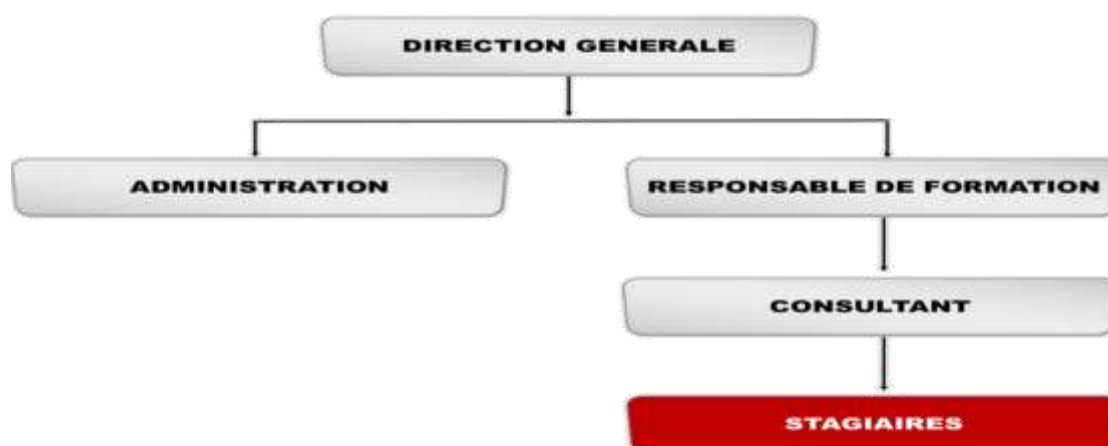 DIRECTION GENERALE
ADMINISTRATION
RESPONSABLE DE FORMATION
CONSULTANT
STAGIAIRES